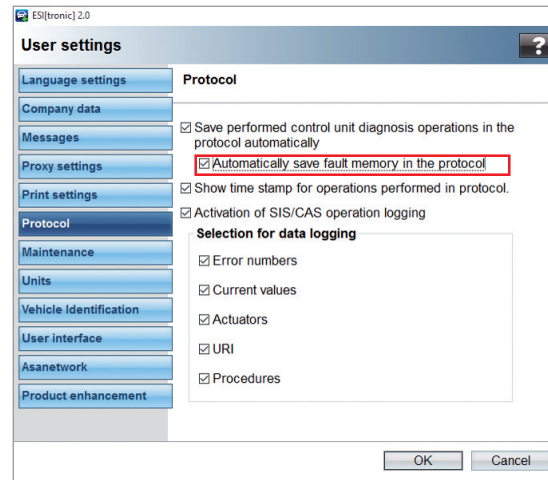 ESI[tronic] 2.0
User settings
?
Language settings
Company data
Messages
Proxy settings
Print settings
Protocol
Maintenance
Units
Vehicle Identification
User interface
Asanetwork
Product enhancement
Protocol
Save performed control unit diagnosis operations in the
protocol automatically
Automatically save fault memory in the protocol
Show time stamp for operations performed in protocol.
Activation of SIS/CAS operation logging
Selection for data logging
Error numbers
Current values
Actuators
URI
Procedures
OK
Cancel